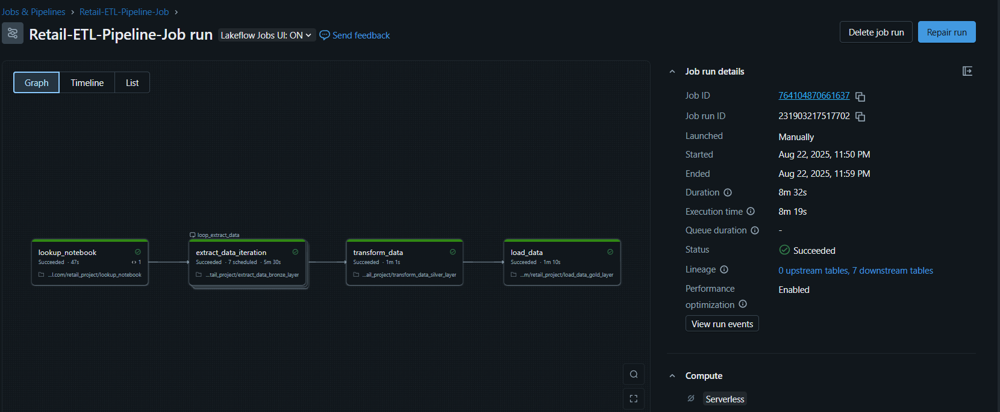 Jobs & Pipelines › Retail-ETL-Pipeline-Job ›
Retail-ETL-Pipeline-Job run Lakeflow Jobs UI: ON Send feedback
Delete job run Repair run
Graph Timeline List
lookup_notebook
Succeeded · 47s <> 1
...l.com/retail_project/lookup_notebook
loop_extract_data
extract_data_iteration
Succeeded · 7 scheduled · 5m 30s
...tail_project/extract_data_bronze_layer
transform_data
Succeeded · 1m 1s
...ail_project/transform_data_silver_layer
load_data
Succeeded · 1m 10s
...m/retail_project/load_data_gold_layer
Job run details
Job ID 764104870661637
Job run ID 231903217517702
Launched Manually
Started Aug 22, 2025, 11:50 PM
Ended Aug 22, 2025, 11:59 PM
Duration 8m 32s
Execution time 8m 19s
Queue duration -
Status Succeeded
Lineage 0 upstream tables, 7 downstream tables
Performance optimization Enabled
View run events
Compute
Serverless